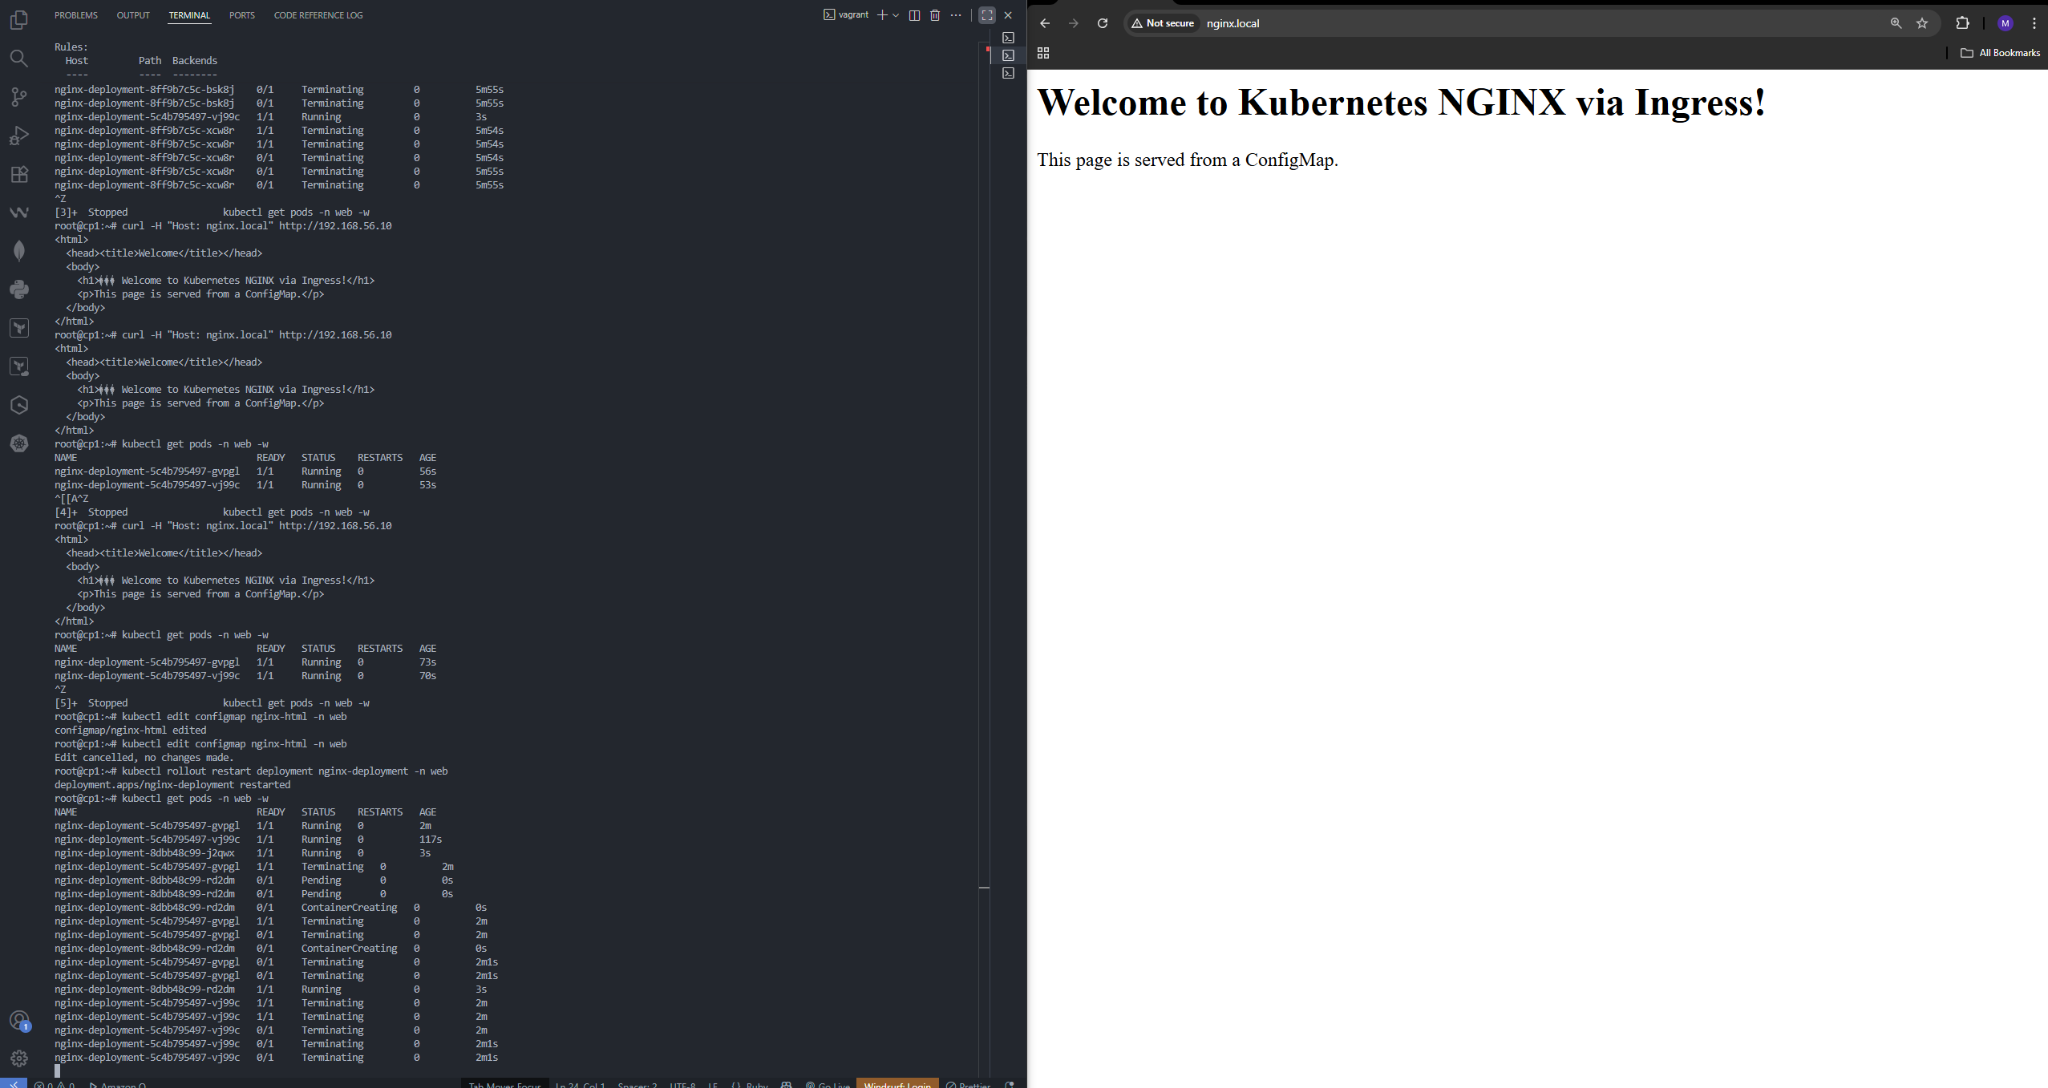 PROBLEMS OUTPUT TERMINAL PORTS CODE REFERENCE LOG
vagrant
Rules:
Host Path Backends
---- ---- --------
nginx-deployment-8ff9b7c5c-bsk8j 0/1 Terminating 0 5m55s
nginx-deployment-8ff9b7c5c-bsk8j 0/1 Terminating 0 5m55s
nginx-deployment-5c4b795497-vj99c 1/1 Running 0 3s
nginx-deployment-8ff9b7c5c-xcw8r 1/1 Terminating 0 5m54s
nginx-deployment-8ff9b7c5c-xcw8r 1/1 Terminating 0 5m54s
nginx-deployment-8ff9b7c5c-xcw8r 0/1 Terminating 0 5m54s
nginx-deployment-8ff9b7c5c-xcw8r 0/1 Terminating 0 5m55s
nginx-deployment-8ff9b7c5c-xcw8r 0/1 Terminating 0 5m55s
^Z
[3]+ Stopped kubectl get pods -n web -w
root@cp1:~# curl -H "Host: nginx.local" http://192.168.56.10
<html>
<head><title>Welcome</title></head>
<body>
<h1>��� Welcome to Kubernetes NGINX via Ingress!</h1>
<p>This page is served from a ConfigMap.</p>
</body>
</html>
root@cp1:~# curl -H "Host: nginx.local" http://192.168.56.10
<html>
<head><title>Welcome</title></head>
<body>
<h1>��� Welcome to Kubernetes NGINX via Ingress!</h1>
<p>This page is served from a ConfigMap.</p>
</body>
</html>
root@cp1:~# kubectl get pods -n web -w
NAME READY STATUS RESTARTS AGE
nginx-deployment-5c4b795497-gvpgl 1/1 Running 0 56s
nginx-deployment-5c4b795497-vj99c 1/1 Running 0 53s
^[[A^Z
[4]+ Stopped kubectl get pods -n web -w
root@cp1:~# curl -H "Host: nginx.local" http://192.168.56.10
<html>
<head><title>Welcome</title></head>
<body>
<h1>��� Welcome to Kubernetes NGINX via Ingress!</h1>
<p>This page is served from a ConfigMap.</p>
</body>
</html>
root@cp1:~# kubectl get pods -n web -w
NAME READY STATUS RESTARTS AGE
nginx-deployment-5c4b795497-gvpgl 1/1 Running 0 73s
nginx-deployment-5c4b795497-vj99c 1/1 Running 0 70s
^Z
[5]+ Stopped kubectl get pods -n web -w
root@cp1:~# kubectl edit configmap nginx-html -n web
configmap/nginx-html edited
root@cp1:~# kubectl edit configmap nginx-html -n web
Edit cancelled, no changes made.
root@cp1:~# kubectl rollout restart deployment nginx-deployment -n web
deployment.apps/nginx-deployment restarted
root@cp1:~# kubectl get pods -n web -w
NAME READY STATUS RESTARTS AGE
nginx-deployment-5c4b795497-gvpgl 1/1 Running 0 2m
nginx-deployment-5c4b795497-vj99c 1/1 Running 0 117s
nginx-deployment-8dbb48c99-j2qwx 1/1 Running 0 3s
nginx-deployment-5c4b795497-gvpgl 1/1 Terminating 0 2m
nginx-deployment-8dbb48c99-rd2dm 0/1 Pending 0 0s
nginx-deployment-8dbb48c99-rd2dm 0/1 Pending 0 0s
nginx-deployment-8dbb48c99-rd2dm 0/1 ContainerCreating 0 0s
nginx-deployment-5c4b795497-gvpgl 1/1 Terminating 0 2m
nginx-deployment-5c4b795497-gvpgl 0/1 Terminating 0 2m
nginx-deployment-8dbb48c99-rd2dm 0/1 ContainerCreating 0 0s
nginx-deployment-5c4b795497-gvpgl 0/1 Terminating 0 2m1s
nginx-deployment-5c4b795497-gvpgl 0/1 Terminating 0 2m1s
nginx-deployment-8dbb48c99-rd2dm 1/1 Running 0 3s
nginx-deployment-5c4b795497-vj99c 1/1 Terminating 0 2m
nginx-deployment-5c4b795497-vj99c 1/1 Terminating 0 2m
nginx-deployment-5c4b795497-vj99c 0/1 Terminating 0 2m
nginx-deployment-5c4b795497-vj99c 0/1 Terminating 0 2m1s
nginx-deployment-5c4b795497-vj99c 0/1 Terminating 0 2m1s
1
0 0 Amazon Q Tab Moves Focus Ln 24, Col 1 Spaces: 2 UTF-8 LF Ruby Go Live Windsurf: Login Prettier
Not secure nginx.local M
All Bookmarks
Welcome to Kubernetes NGINX via Ingress!
This page is served from a ConfigMap.